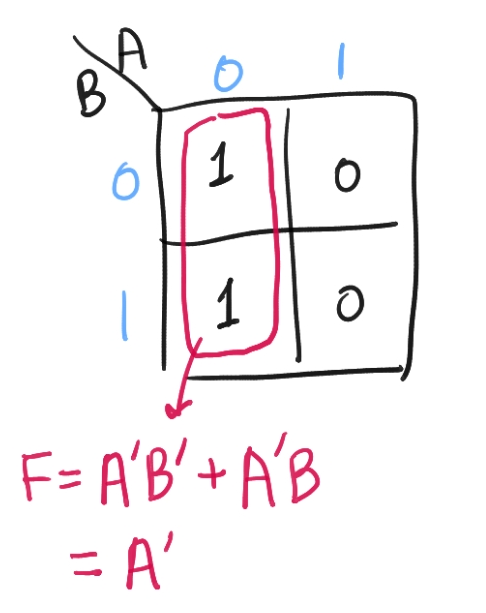 A
B
0 1
0 1 0
1 1 0
F = A'B' + A'B
= A'